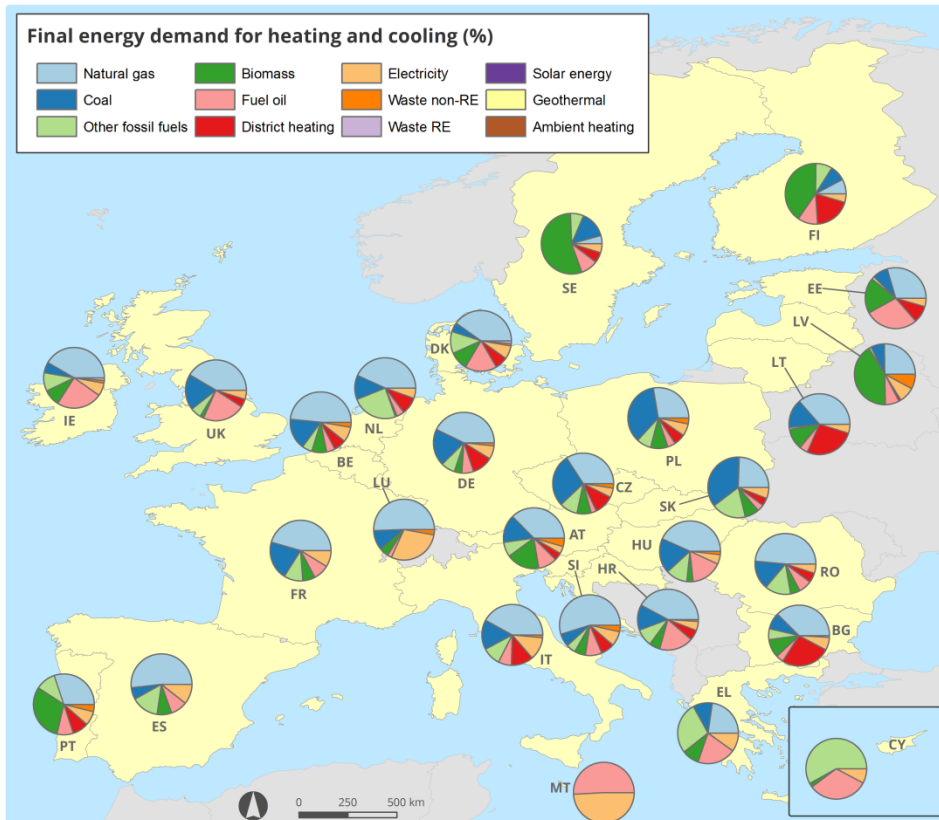 Final energy demand for heating and cooling (%)
Natural gas
Biomass
Electricity
Solar energy
Coal
Fuel oil
Waste non-RE
Geothermal
Other fossil fuels
District heating
Waste RE
Ambient heating
FI
SE
EE
LV
LT
DK
IE
UK
NL
BE
PL
DE
LU
CZ
SK
AT
HU
SI
HR
RO
FR
BG
IT
ES
PT
EL
CY
MT
0 250 500 km